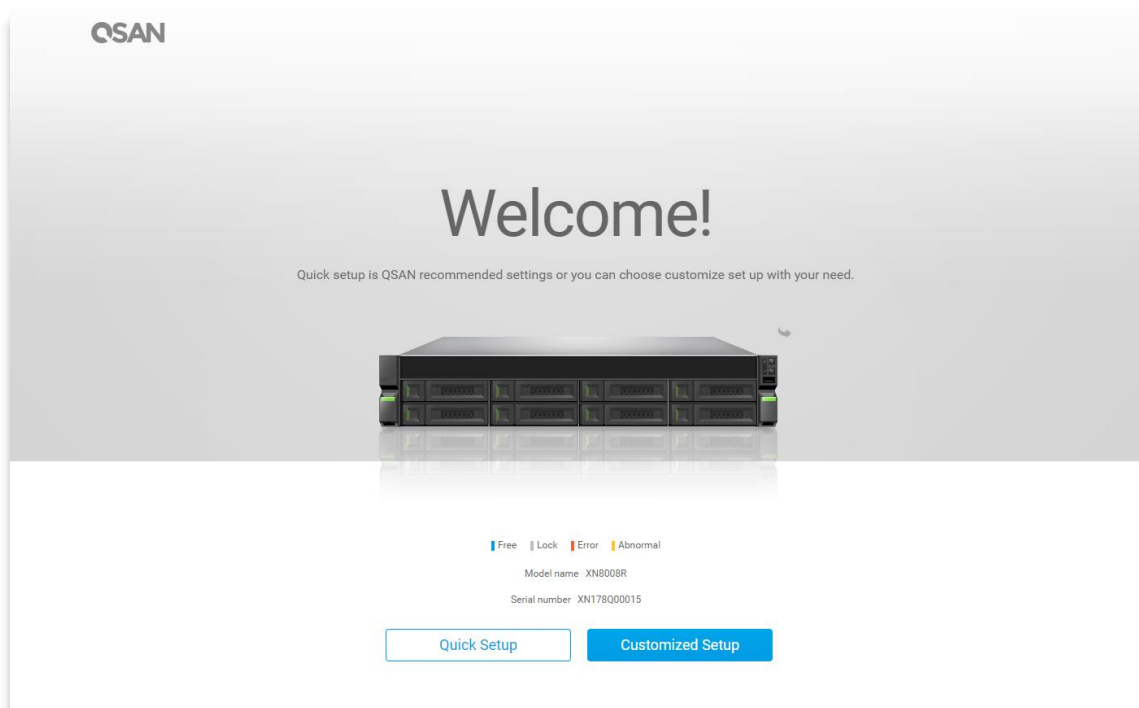 QSAN
Welcome!
Quick setup is QSAN recommended settings or you can choose customize set up with your need.
Free Lock Error Abnormal
Model name XN8008R
Serial number XN178Q00015
Quick Setup Customized Setup